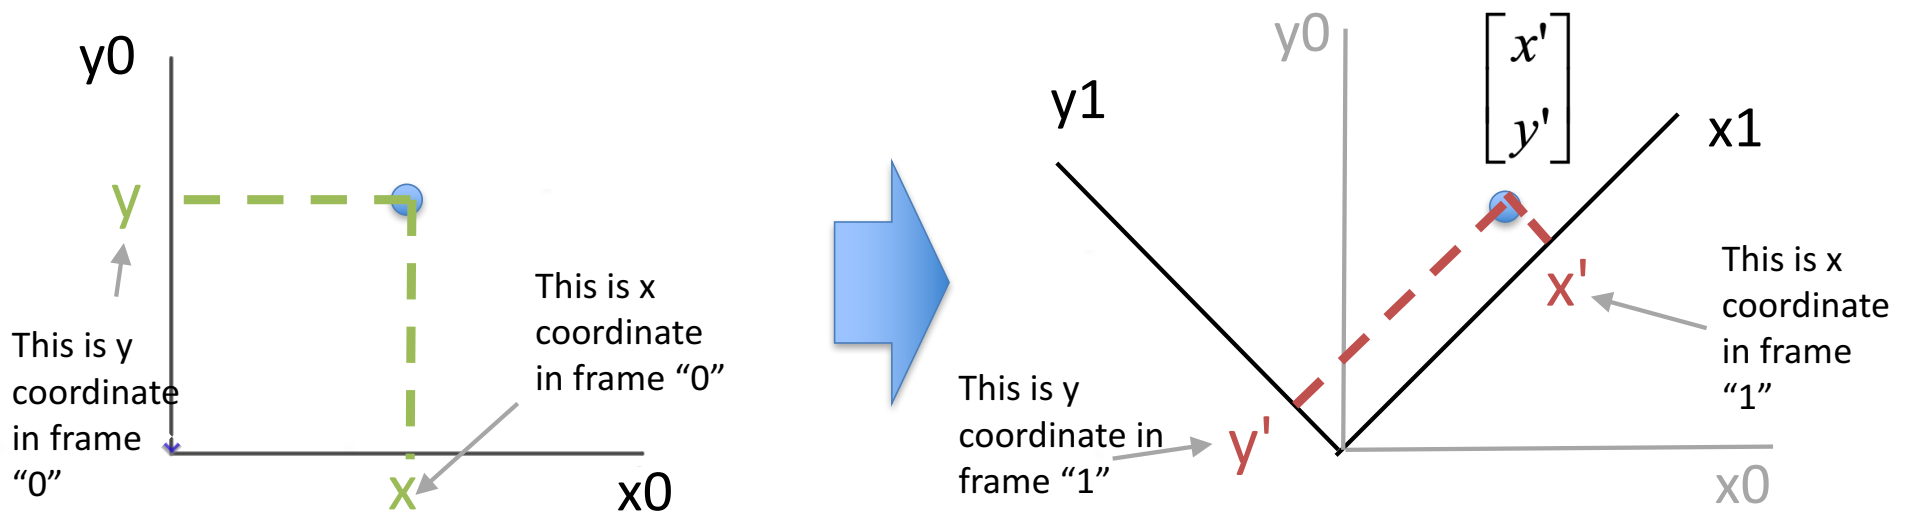 y0
y
This is y
coordinate
in frame
“0”
This is x
coordinate
in frame “0”
x
x0
y0
x'
y'
y1
x1
x'
This is x
coordinate
in frame
“1”
This is y
coordinate in
frame “1”
y'
x0